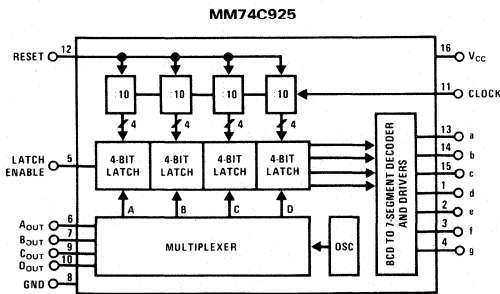 MM74C925
RESET 12
16 VCC
:10 :10 :10 :10
11 CLOCK
4 4 4 4
13 a
LATCH ENABLE 5
4-BIT LATCH 4-BIT LATCH 4-BIT LATCH 4-BIT LATCH
14 b
15 c
BCD TO 7-SEGMENT DECODER AND DRIVERS
1 d
A B C D
2 e
AOUT 6
3 f
BOUT 7
MULTIPLEXER
OSC
4 g
COUT 9
DOUT 10
GND 8